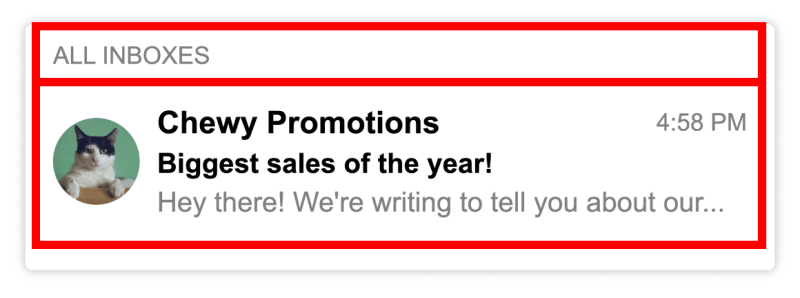 ALL INBOXES
Chewy Promotions
4:58 PM
Biggest sales of the year!
Hey there! We're writing to tell you about our...